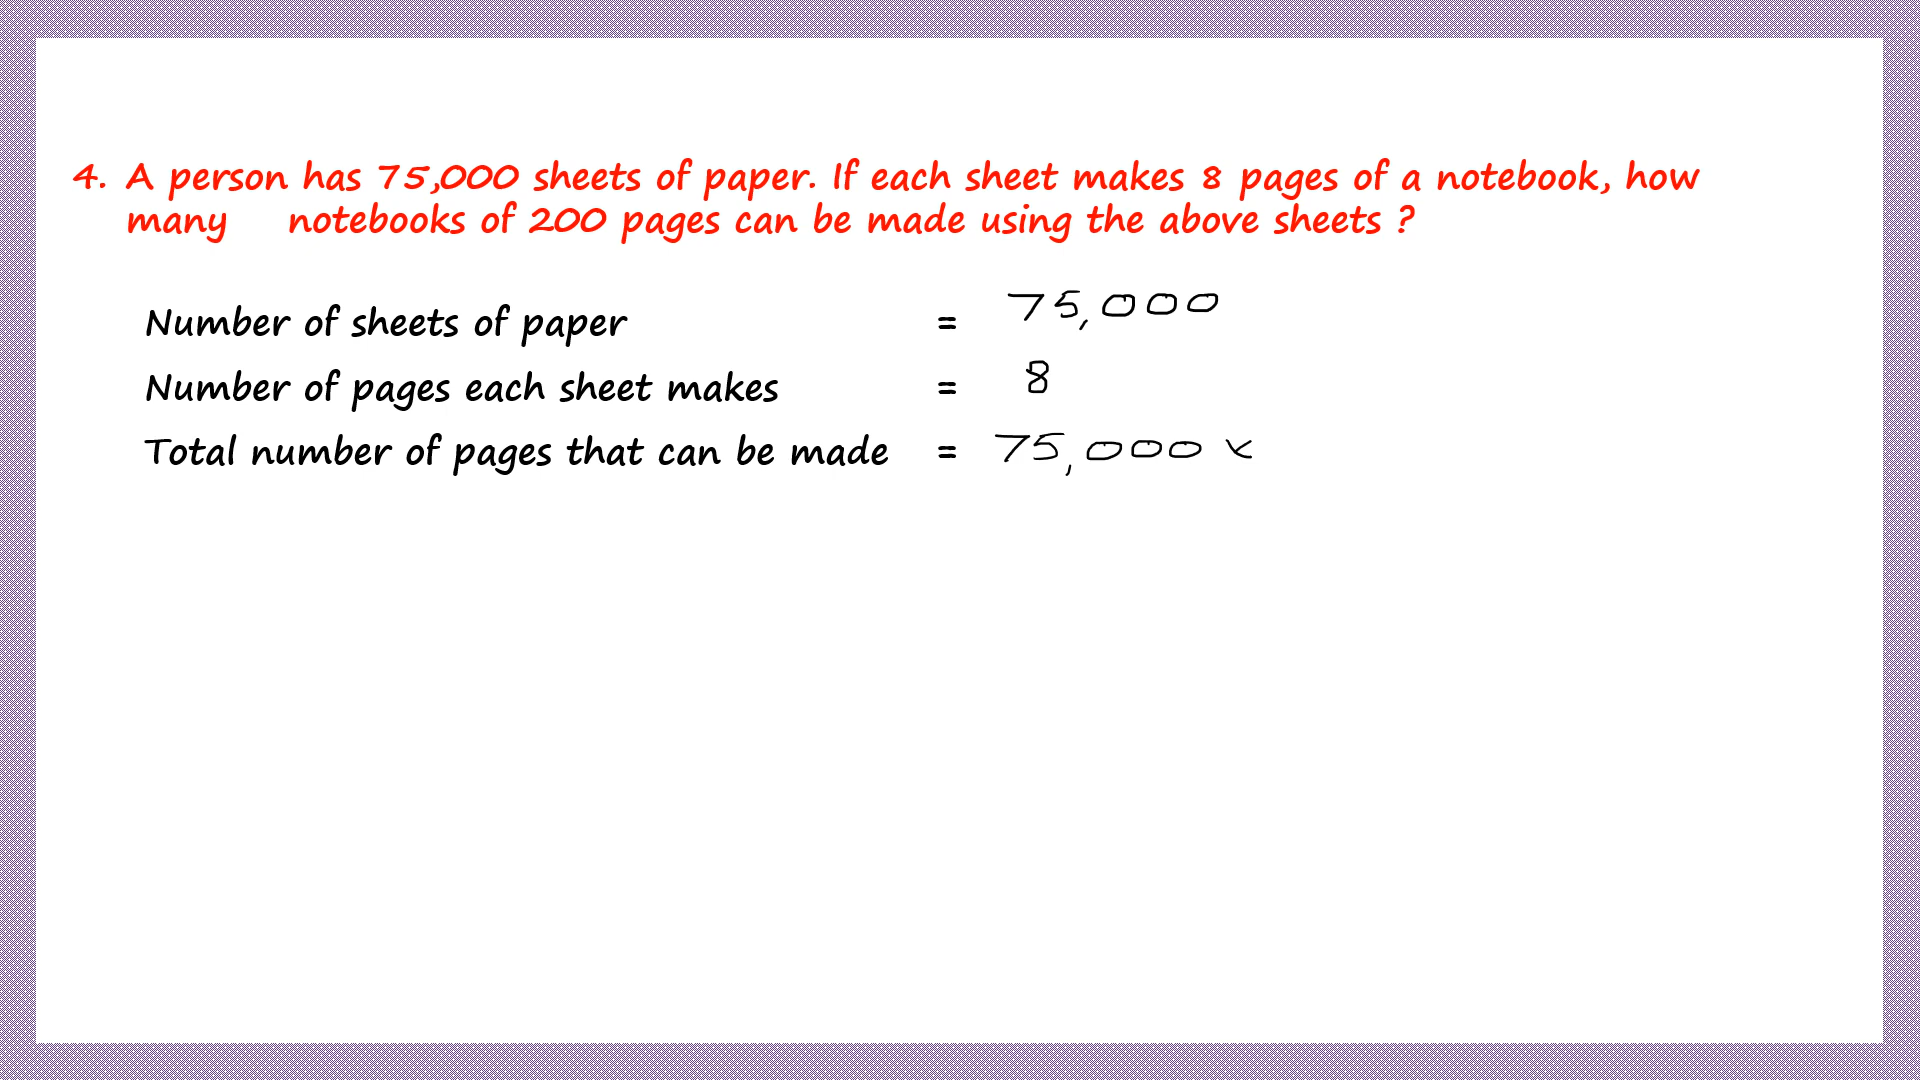 4. A person has 75,000 sheets of paper. If each sheet makes 8 pages of a notebook, how
many notebooks of 200 pages can be made using the above sheets ?
Number of sheets of paper = 75,000
Number of pages each sheet makes = 8
Total number of pages that can be made = 75,000 ×